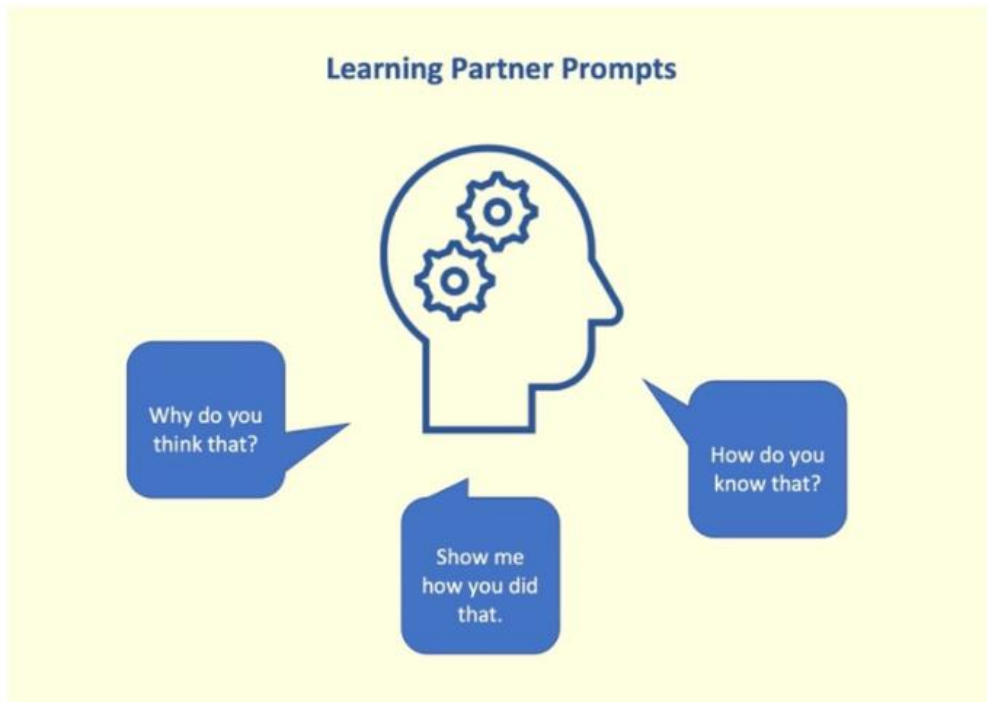 Learning Partner Prompts
Why do you
think that?
Show me
how you did
that.
How do you
know that?